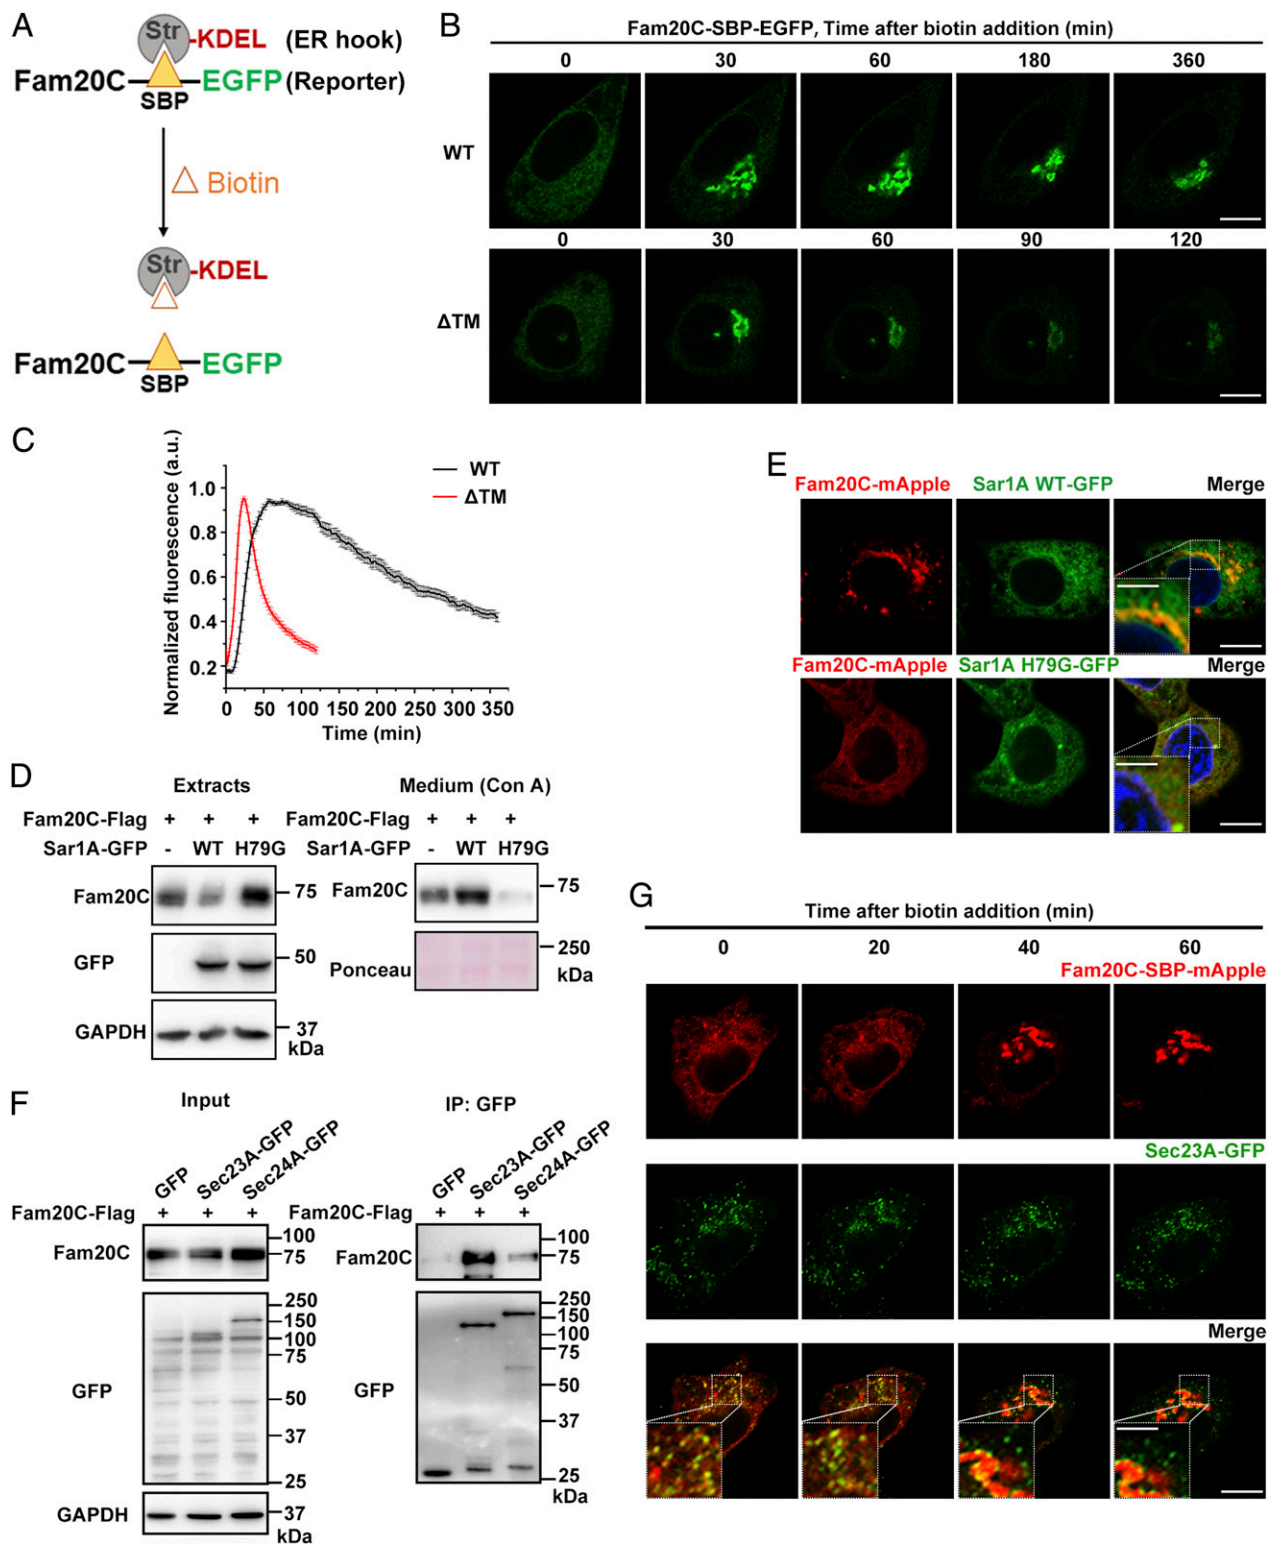 A
Str
-KDEL (ER hook)
Fam20C
EGFP (Reporter)
SBP
Biotin
Str
-KDEL
Fam20C
EGFP
SBP
B
Fam20C-SBP-EGFP, Time after biotin addition (min)
0 30 60 180 360
WT
0 30 60 90 120
ΔTM
C
Normalized fluorescence (a.u.)
WT
ΔTM
1.0
0.8
0.6
0.4
0.2
0 50 100 150 200 250 300 350
Time (min)
D
Extracts
Fam20C-Flag + + +
Sar1A-GFP - WT H79G
Fam20C
75
GFP
50
GAPDH
37
kDa
Medium (Con A)
Fam20C-Flag + + +
Sar1A-GFP - WT H79G
Fam20C
75
Ponceau
250
kDa
E
Fam20C-mApple Sar1A WT-GFP Merge
Fam20C-mApple Sar1A H79G-GFP Merge
F
Input
GFP Sec23A-GFP Sec24A-GFP
Fam20C-Flag + + +
Fam20C
100
75
GFP
250
150
100
75
50
37
25
GAPDH
37
kDa
IP: GFP
GFP Sec23A-GFP Sec24A-GFP
Fam20C-Flag + + +
Fam20C
100
75
GFP
250
150
100
75
50
37
25
kDa
G
Time after biotin addition (min)
0 20 40 60
Fam20C-SBP-mApple
Sec23A-GFP
Merge